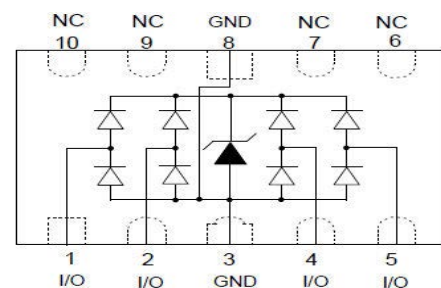 NC NC GND NC NC
10 9 8 7 6
1 2 3 4 5
I/O I/O GND I/O I/O